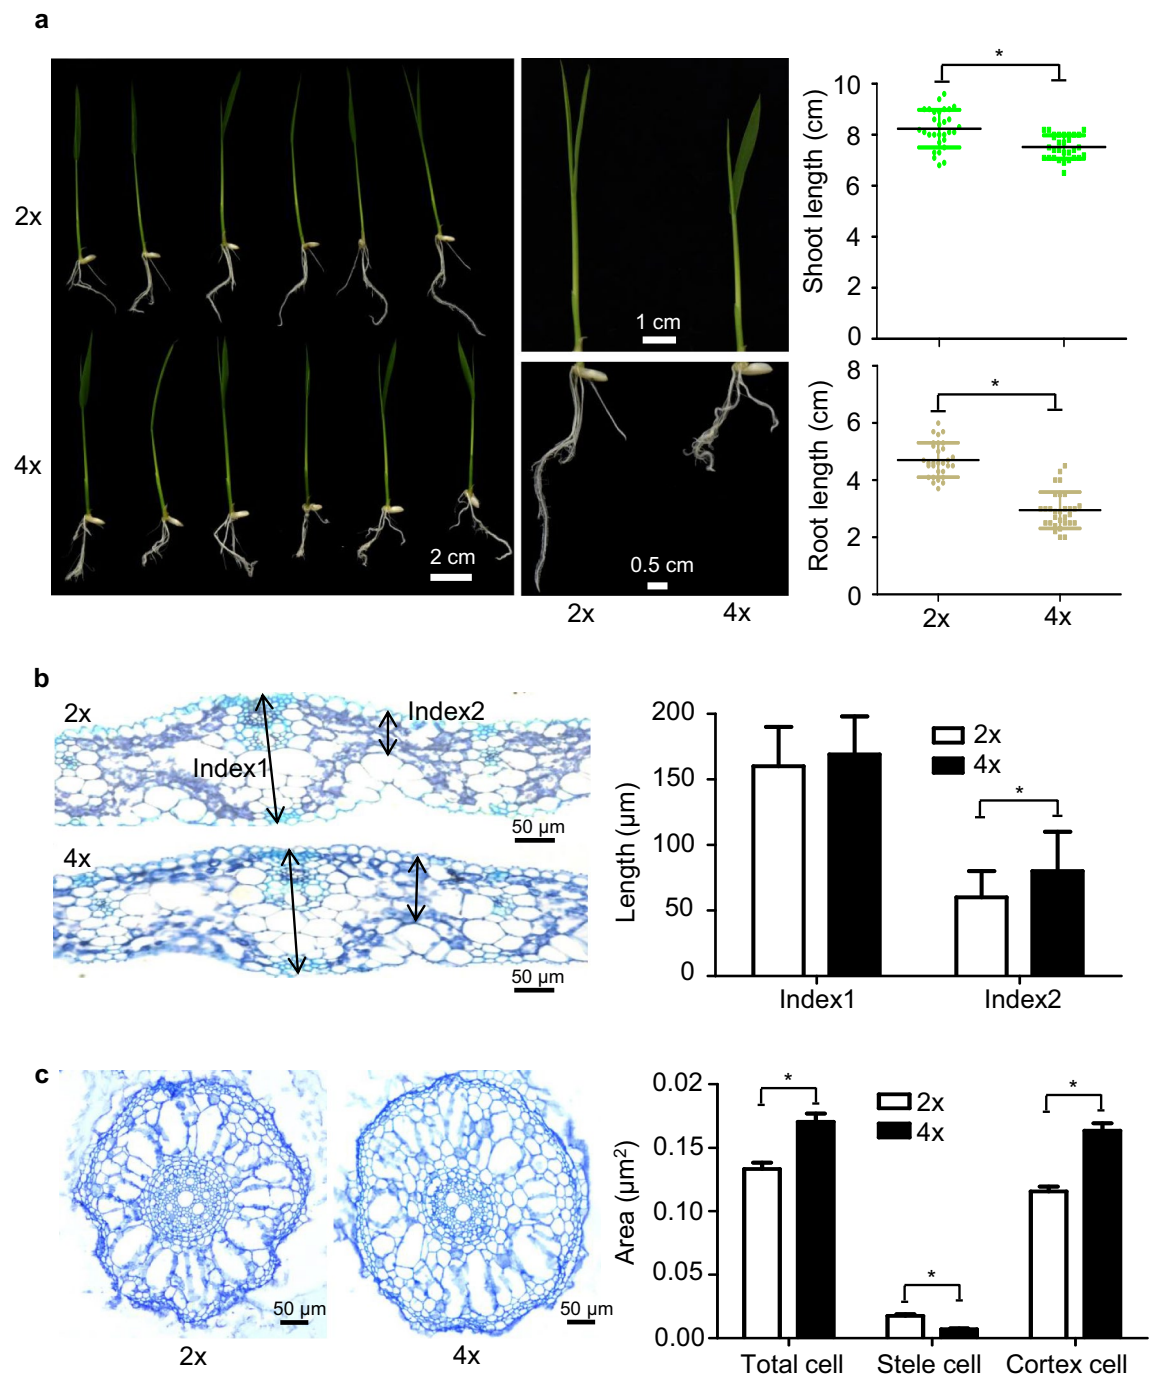 a
2x
4x
2 cm
1 cm
0.5 cm
2x 4x
Shoot length (cm)
10
8
6
4
2
0
*
Root length (cm)
8
6
4
2
0
*
2x 4x
b
2x
Index1
Index2
50 µm
4x
50 µm
Length (µm)
200
150
100
50
0
2x
4x
*
Index1 Index2
c
50 µm
50 µm
2x 4x
Area (µm²)
0.02
0.15
0.10
0.05
0.00
2x
4x
*
*
*
Total cell Stele cell Cortex cell